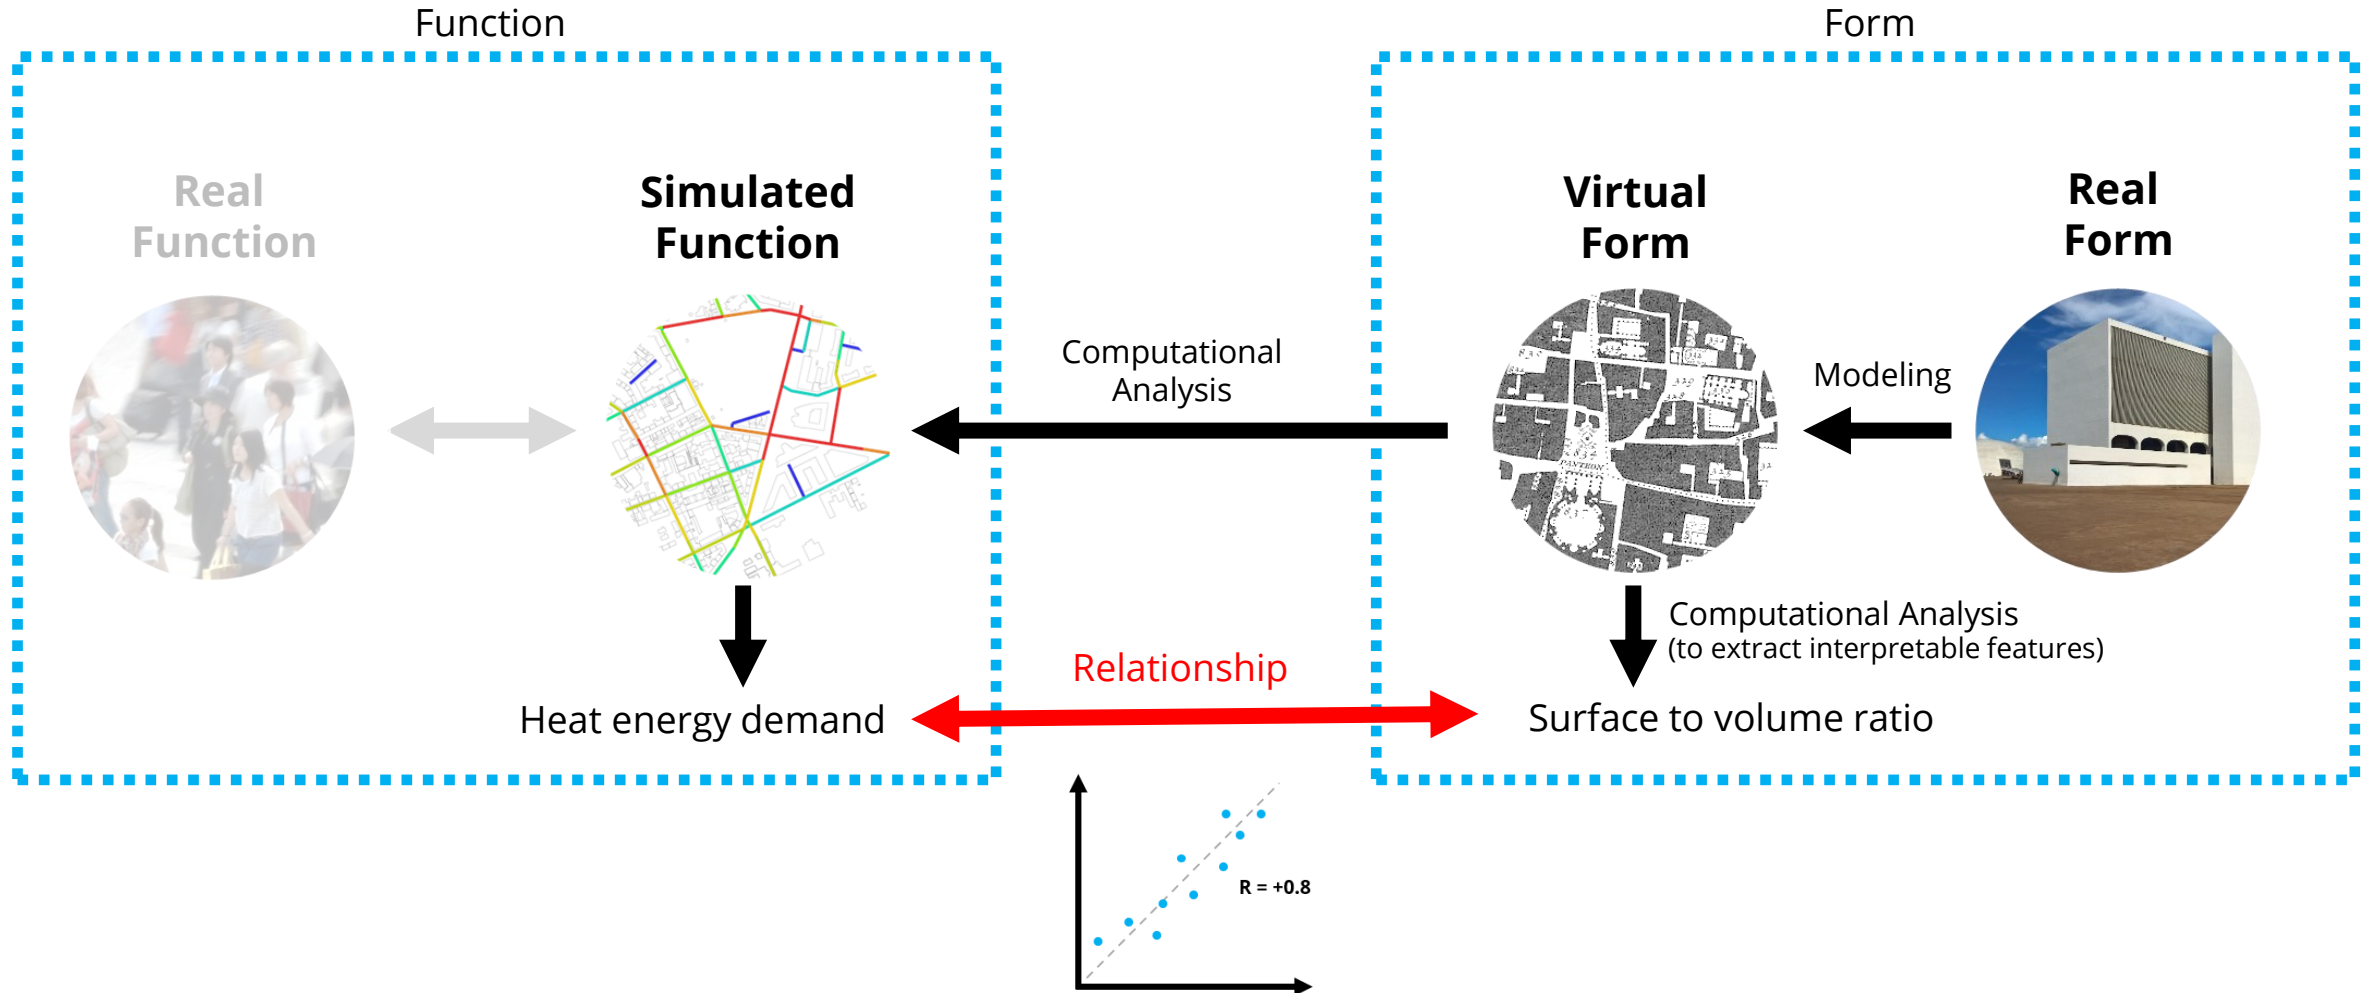 Function
Form
Real
Function
Simulated
Function
Virtual
Form
Real
Form
Computational
Analysis
Modeling
PANTHEON
Computational Analysis
(to extract interpretable features)
Relationship
Heat energy demand
Surface to volume ratio
R = +0.8